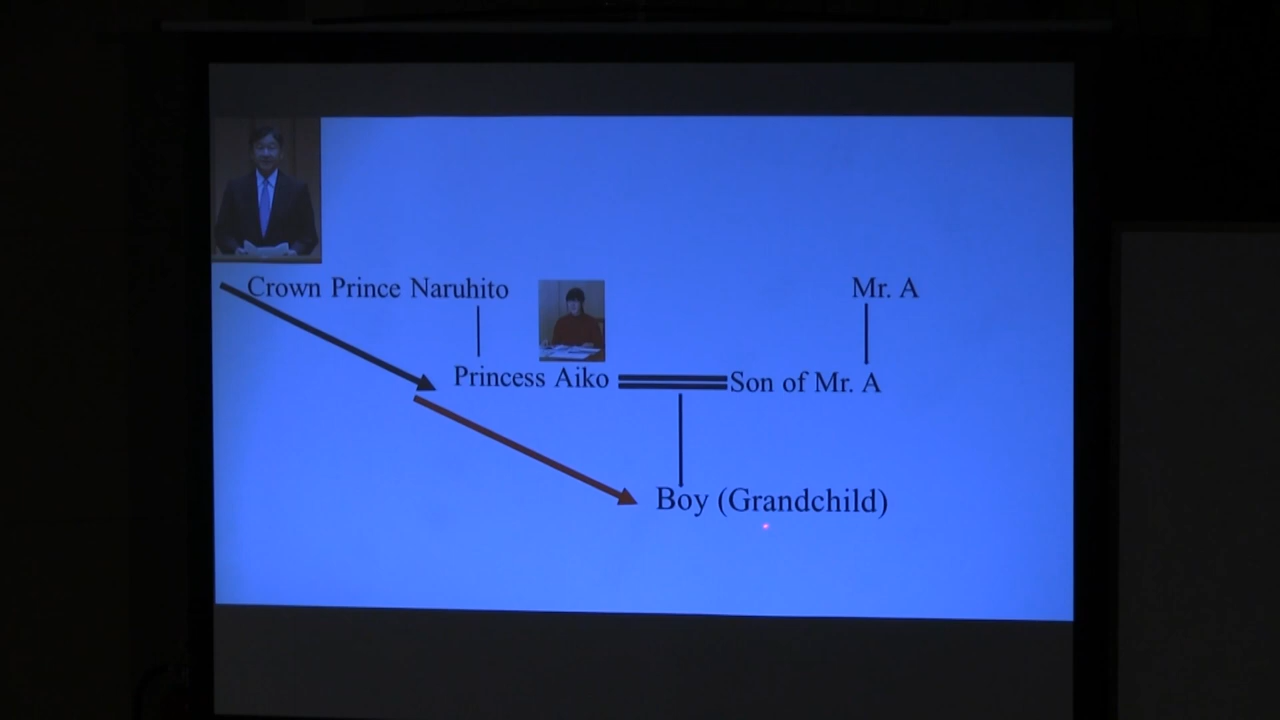 Crown Prince Naruhito
Mr. A
Princess Aiko
Son of Mr. A
Boy (Grandchild)